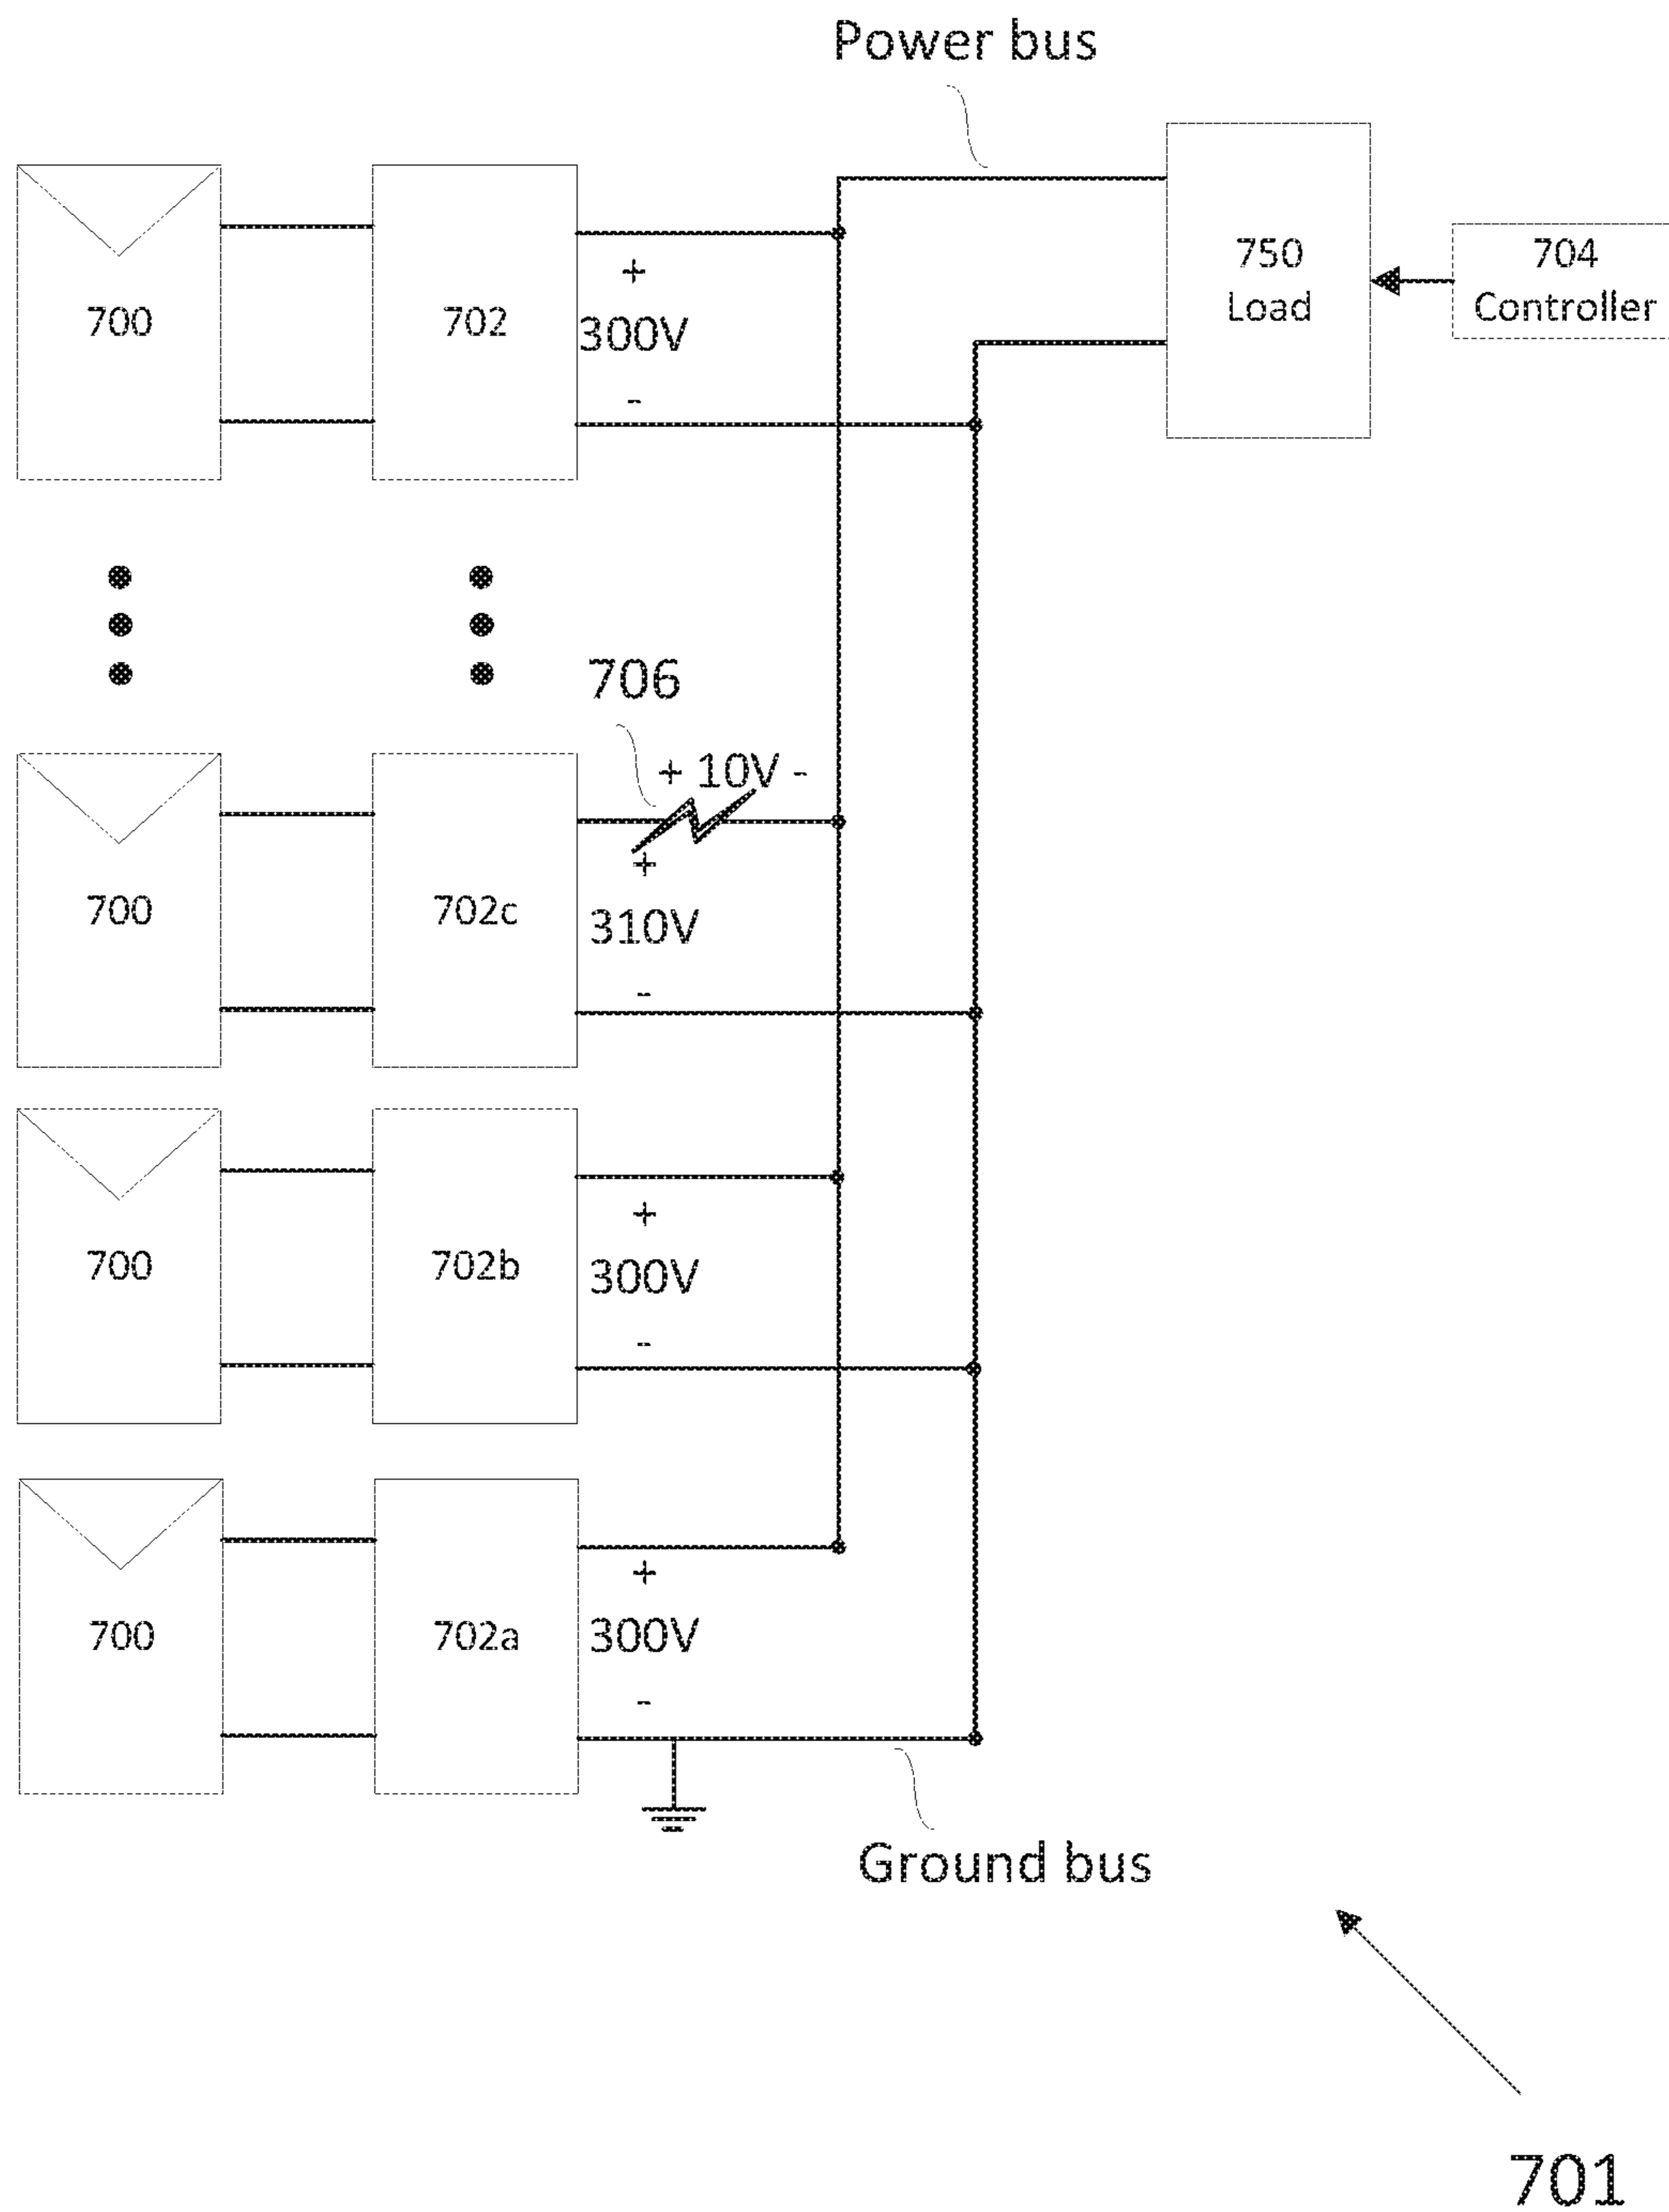 Power bus
750
Load
704
Controller
700
702
+
300V
-
706
+ 10V -
700
702c
+
310V
-
700
702b
+
300V
-
700
702a
+
300V
-
Ground bus
701